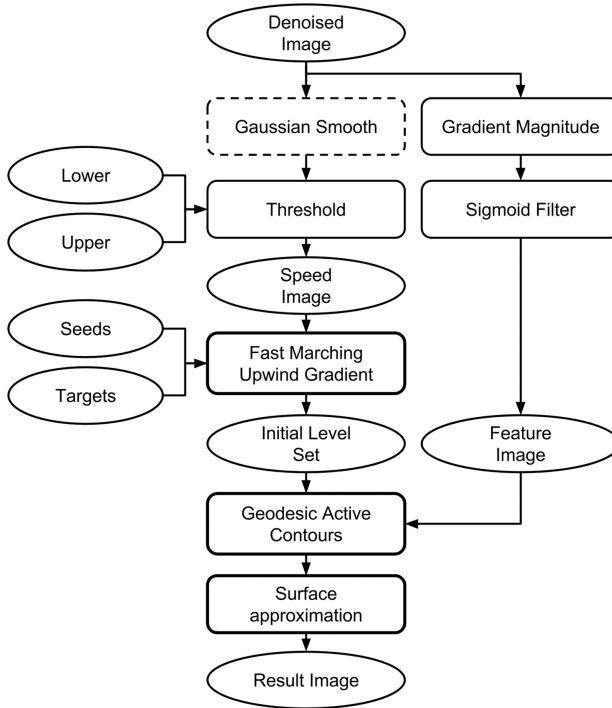 Denoised
Image
Gaussian Smooth
Gradient Magnitude
Lower
Threshold
Sigmoid Filter
Upper
Speed
Image
Seeds
Fast Marching
Upwind Gradient
Targets
Initial Level
Set
Feature
Image
Geodesic Active
Contours
Surface
approximation
Result Image